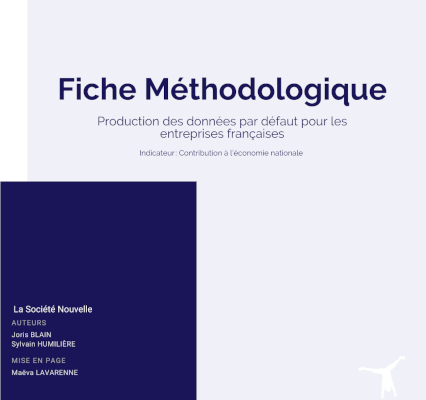 Fiche Méthodologique
Production des données par défaut pour les
entreprises françaises
Indicateur : Contribution à l'économie nationale
La Société Nouvelle
AUTEURS
Joris BLAIN
Sylvain HUMILIÈRE
MISE EN PAGE
Maëva LAVARENNE